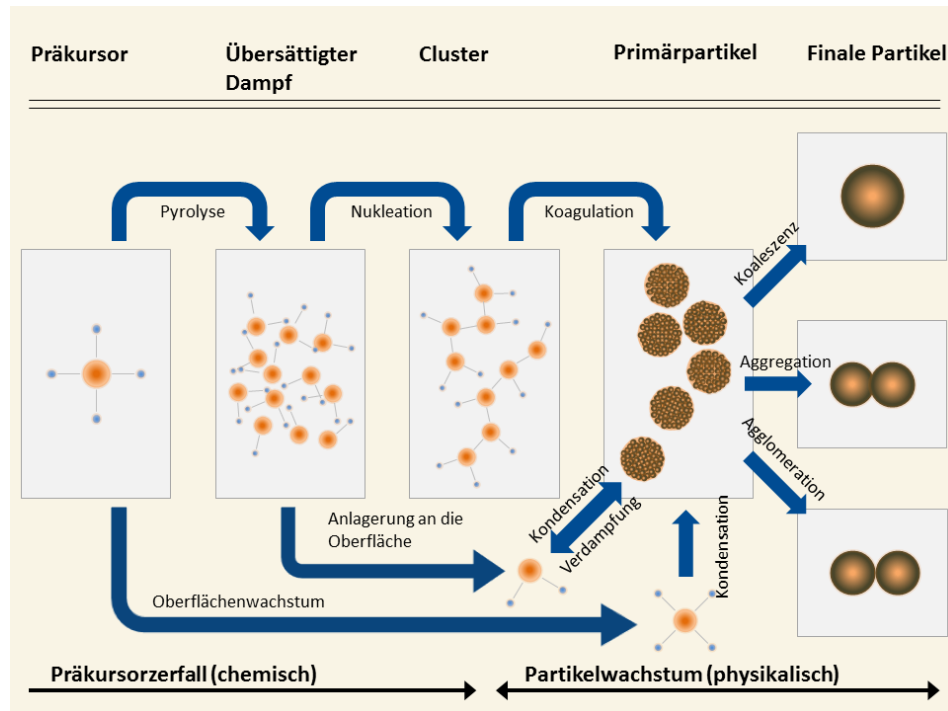 Präkursor
Übersättigter
Dampf
Cluster
Primärpartikel
Finale Partikel
Pyrolyse
Nukleation
Koagulation
Koaleszenz
Aggregation
Agglomeration
Kondensation
Verdampfung
Kondensation
Anlagerung an die
Oberfläche
Oberflächenwachstum
Präkursorzerfall (chemisch)
Partikelwachstum (physikalisch)